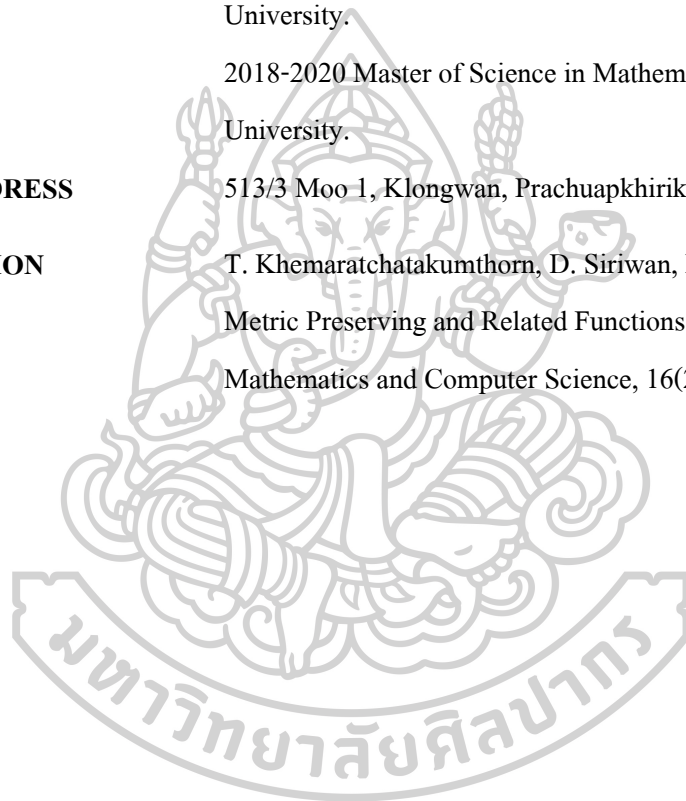 University.
2018-2020 Master of Science in Mathem
University.
DRESS 513/3 Moo 1, Klongwan, Prachuapkhirik
ION T. Khemaratchatakumthorn, D. Siriwan,
Metric Preserving and Related Functions
Mathematics and Computer Science, 16(
มหาวิทยาลัยศิลปากร